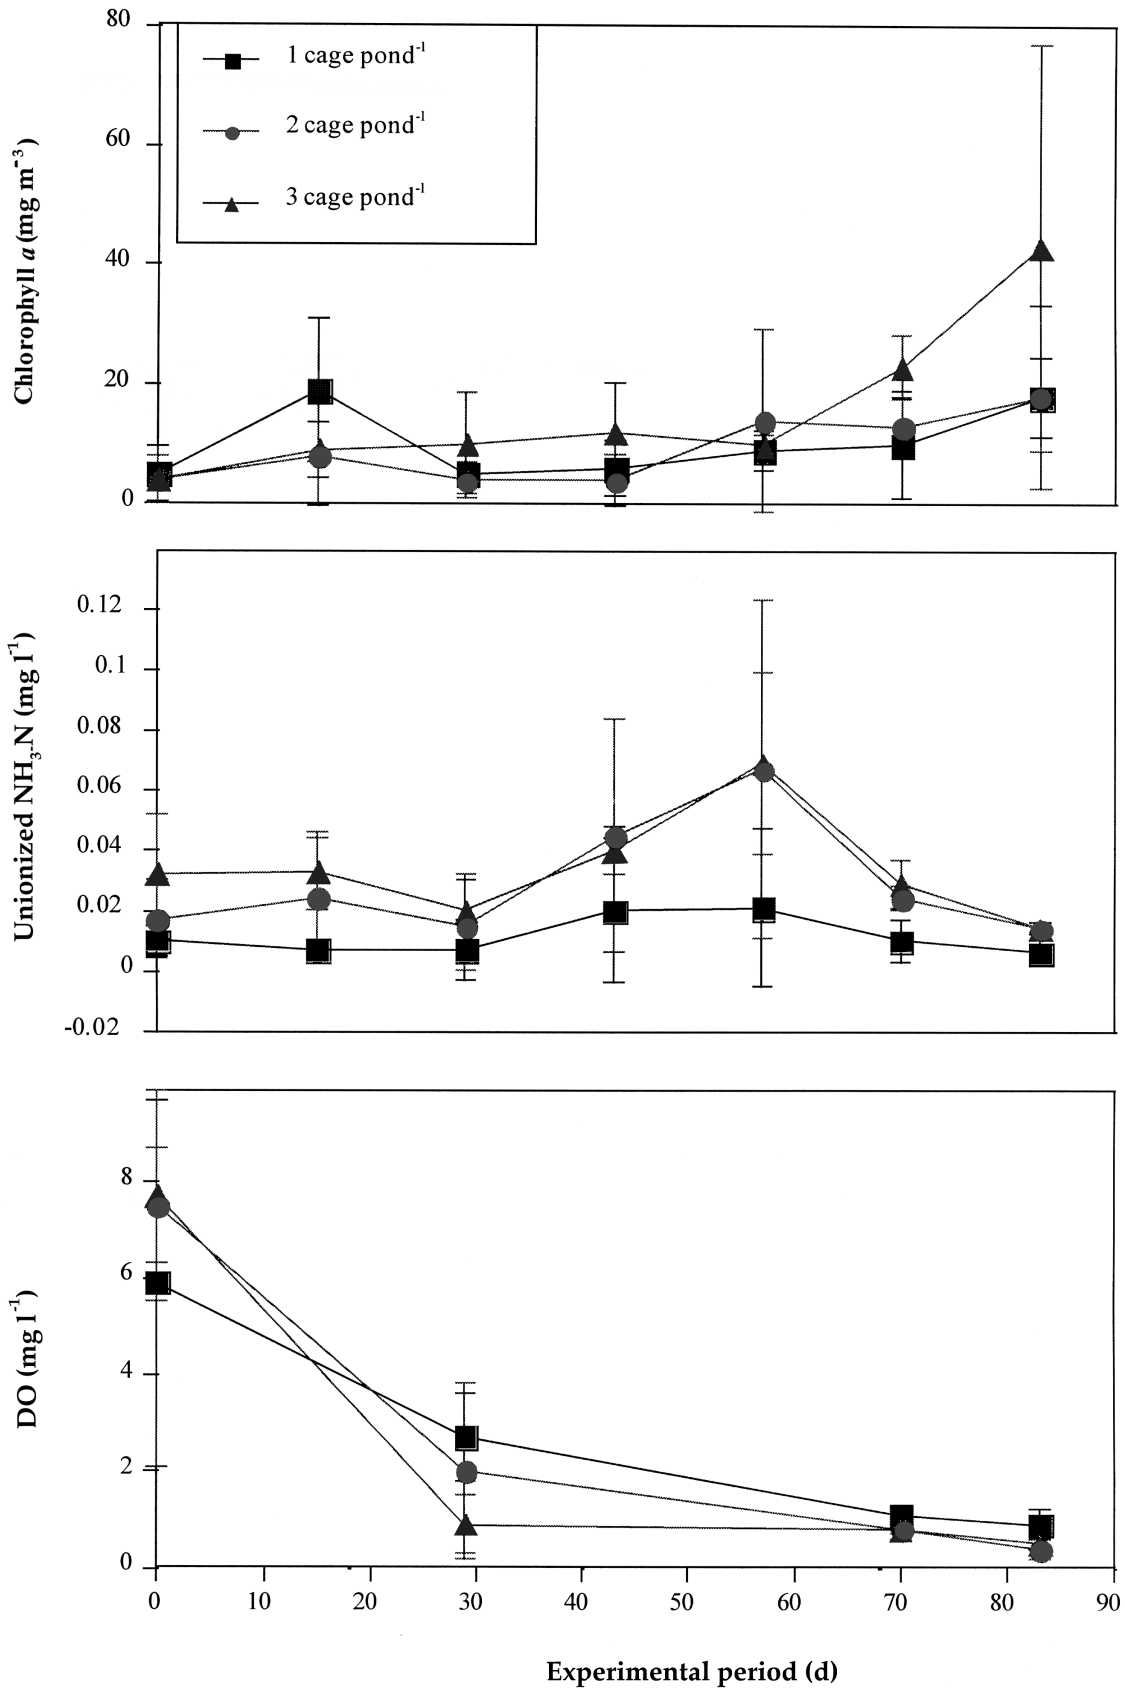 80
60
40
20
0
Chlorophyll a (mg m⁻³)
1 cage pond⁻¹
2 cage pond⁻¹
3 cage pond⁻¹
0.12
0.1
0.08
0.06
0.04
0.02
0
-0.02
Unionized NH₃-N (mg l⁻¹)
8
6
4
2
0
DO (mg l⁻¹)
0 10 20 30 40 50 60 70 80 90
Experimental period (d)